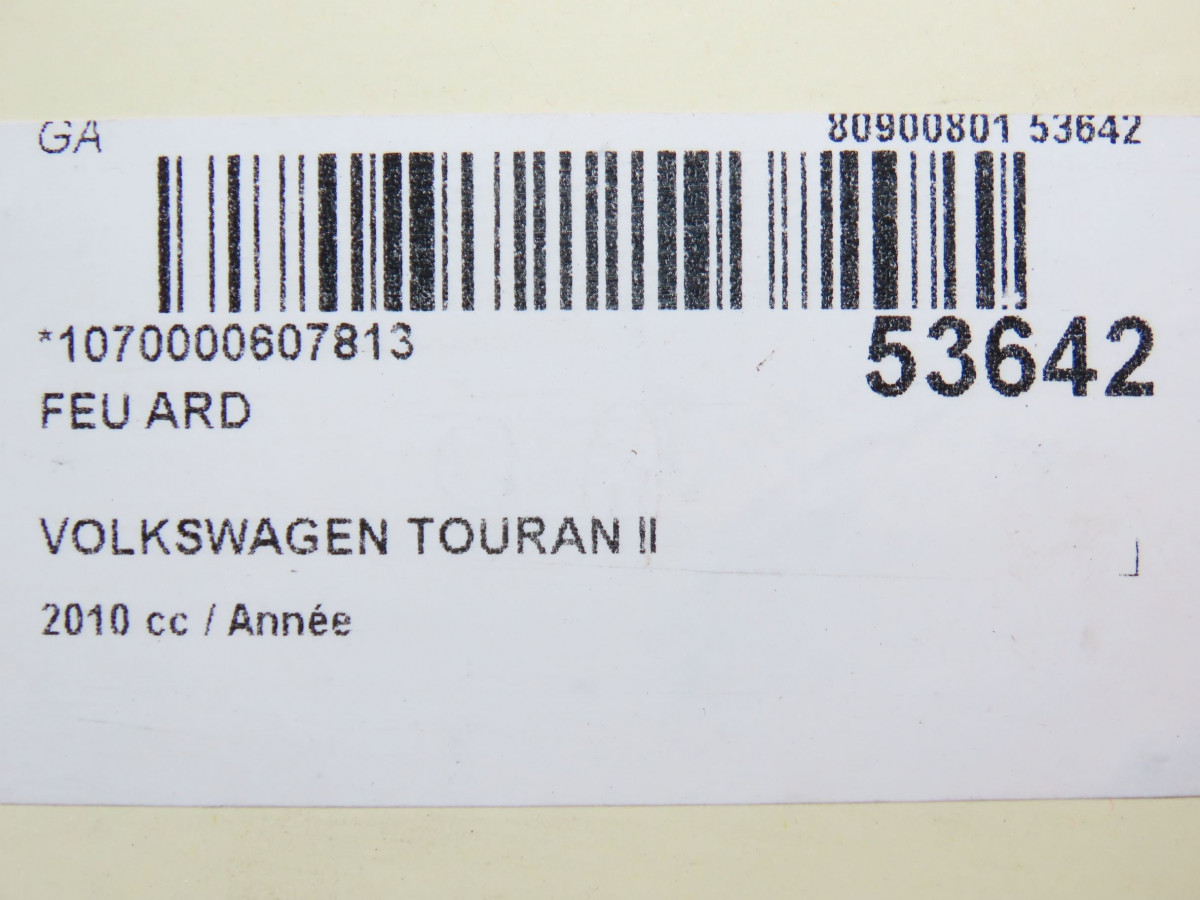 GA 80900801 53642
*1070000607813 53642
FEU ARD
VOLKSWAGEN TOURAN II
2010 cc / Année